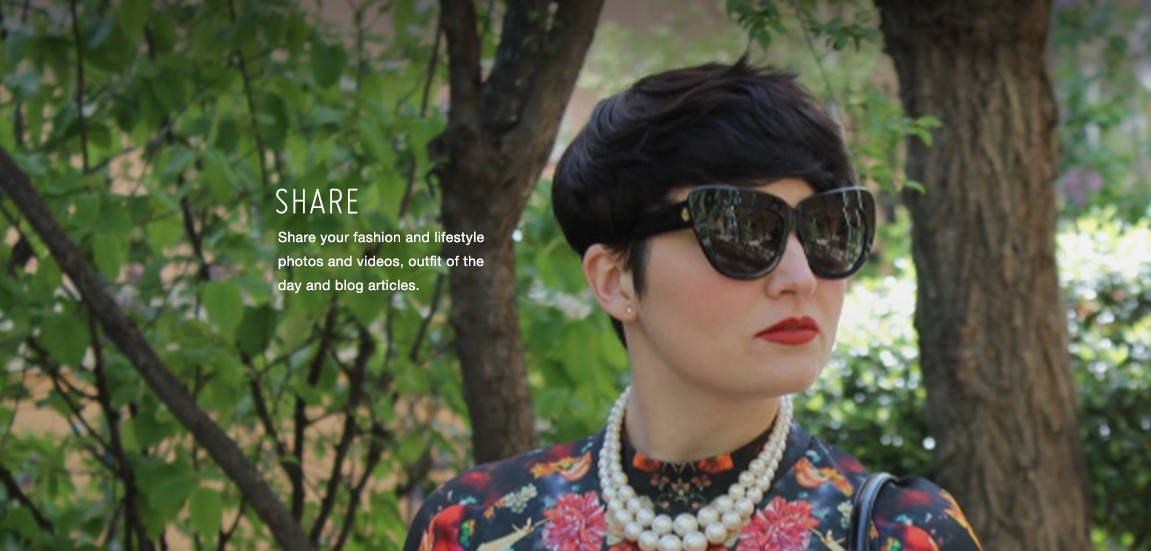 SHARE
Share your fashion and lifestyle
photos and videos, outfit of the
day and blog articles.